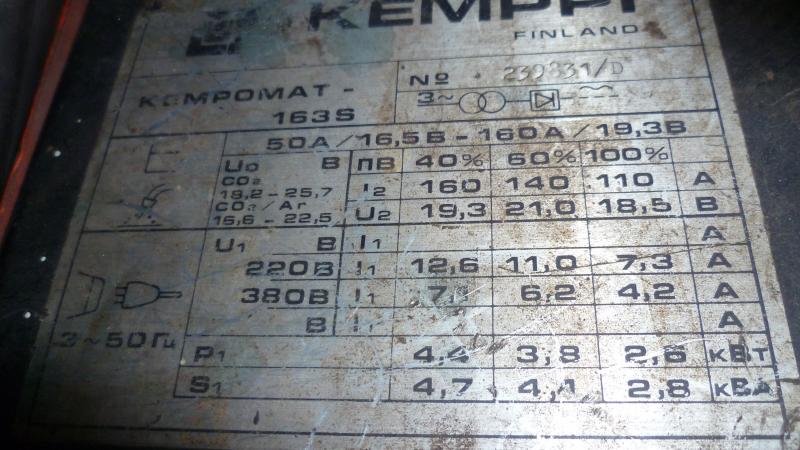 KEMPPI
FINLAND
KEMPOMAT -
163S
№ 239831/D
3~
50A/16,5B - 160A/19,3B
U₀ B ПВ 40% 60% 100%
CO₂
18,2 - 25,7
I₂ 160 140 110 A
CO₂/Ar
16,6 - 22,5
U₂ 19,3 21,0 18,5 B
U₁ B I₁ A
220B I₁ 12,6 11,0 7,3 A
380B I₁ 6,2 4,2 A
B I₁ A
3~50Гц
P₁ 4,4 3,8 2,6 кВт
S₁ 4,7 4,1 2,8 кВА